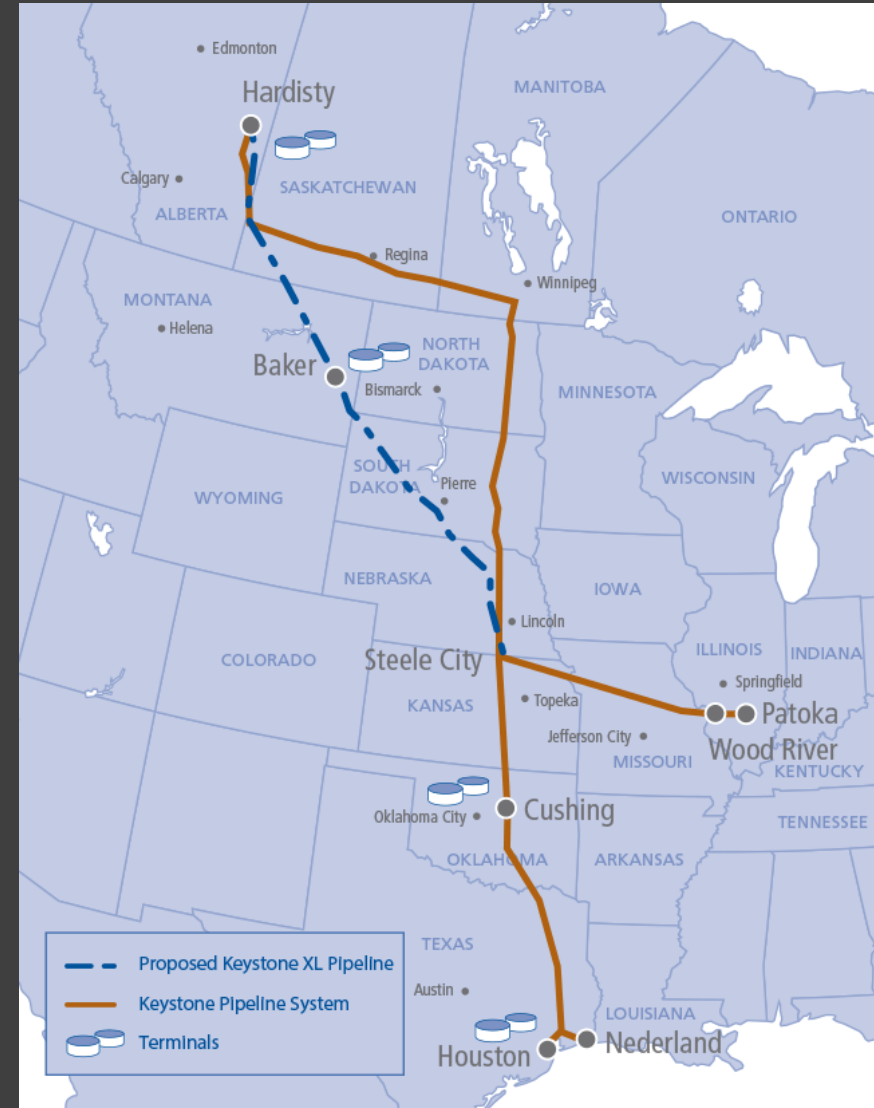 Edmonton
MANITOBA
Hardisty
Calgary
SASKATCHEWAN
ALBERTA
ONTARIO
Regina
Winnipeg
MONTANA
Helena
NORTH
DAKOTA
Baker
Bismarck
MINNESOTA
SOUTH
DAKOTA
Pierre
WISCONSIN
WYOMING
NEBRASKA
IOWA
Lincoln
ILLINOIS
INDIANA
COLORADO
Steele City
Springfield
KANSAS
Topeka
Patoka
Jefferson City
Wood River
MISSOURI
KENTUCKY
Cushing
Oklahoma City
TENNESSEE
OKLAHOMA
ARKANSAS
TEXAS
Proposed Keystone XL Pipeline
Keystone Pipeline System
Terminals
Austin
LOUISIANA
Houston
Nederland